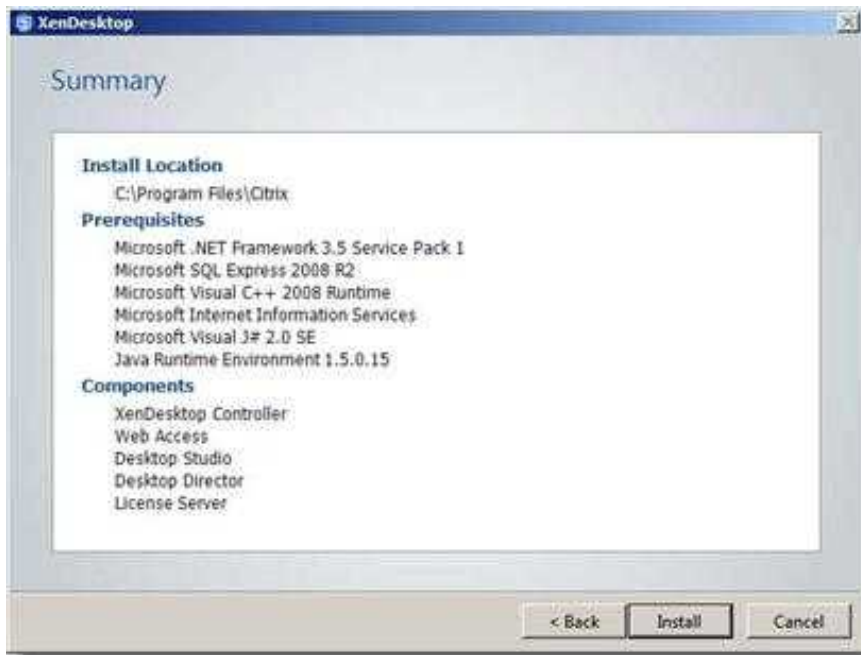 XenDesktop
Summary
Install Location
C:\Program Files\Citrix
Prerequisites
Microsoft .NET Framework 3.5 Service Pack 1
Microsoft SQL Express 2008 R2
Microsoft Visual C++ 2008 Runtime
Microsoft Internet Information Services
Microsoft Visual J# 2.0 SE
Java Runtime Environment 1.5.0.15
Components
XenDesktop Controller
Web Access
Desktop Studio
Desktop Director
License Server
< Back Install Cancel